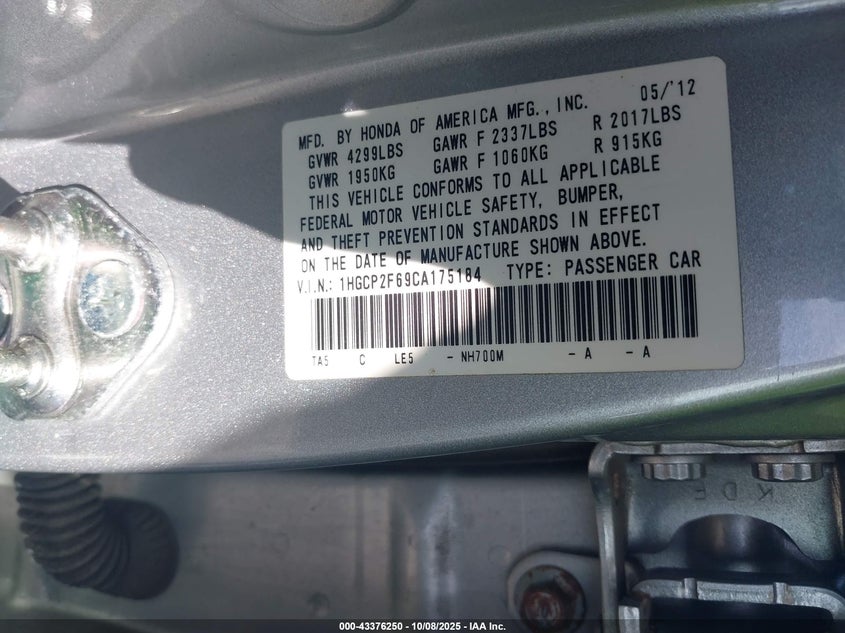 MFD. BY HONDA OF AMERICA MFG., INC. 05/'12
GVWR 4299LBS GAWR F 2337LBS R 2017LBS
GVWR 1950KG GAWR F 1060KG R 915KG
THIS VEHICLE CONFORMS TO ALL APPLICABLE
FEDERAL MOTOR VEHICLE SAFETY, BUMPER,
AND THEFT PREVENTION STANDARDS IN EFFECT
ON THE DATE OF MANUFACTURE SHOWN ABOVE.
V.I.N.: 1HGCP2F69CA175184 TYPE: PASSENGER CAR
TA5 C LE5 - NH700M - A - A
K D E
000-43376250 - 10/08/2025 - IAA Inc.